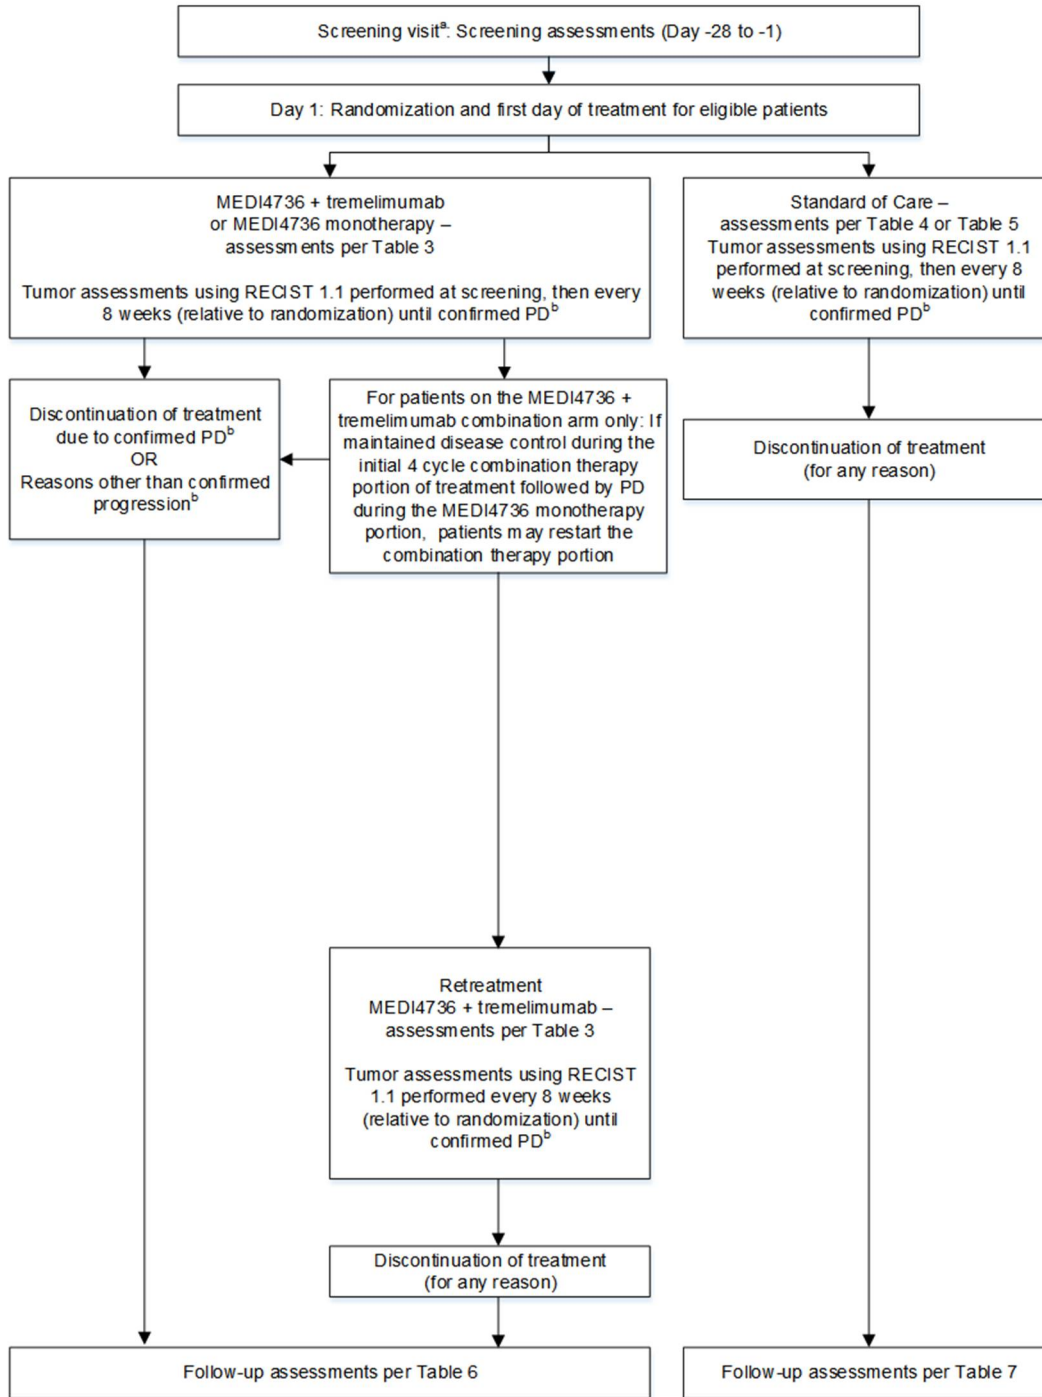 Screening visitᵃ: Screening assessments (Day -28 to -1)
Day 1: Randomization and first day of treatment for eligible patients
MEDI4736 + tremelimumab
or MEDI4736 monotherapy –
assessments per Table 3
Tumor assessments using RECIST 1.1 performed at screening, then every
8 weeks (relative to randomization) until confirmed PDᵇ
Standard of Care –
assessments per Table 4 or Table 5
Tumor assessments using RECIST 1.1
performed at screening, then every 8
weeks (relative to randomization) until
confirmed PDᵇ
Discontinuation of treatment
due to confirmed PDᵇ
OR
Reasons other than confirmed
progressionᵇ
For patients on the MEDI4736 +
tremelimumab combination arm only: If
maintained disease control during the
initial 4 cycle combination therapy
portion of treatment followed by PD
during the MEDI4736 monotherapy
portion, patients may restart the
combination therapy portion
Discontinuation of treatment
(for any reason)
Retreatment
MEDI4736 + tremelimumab –
assessments per Table 3
Tumor assessments using RECIST
1.1 performed every 8 weeks
(relative to randomization) until
confirmed PDᵇ
Discontinuation of treatment
(for any reason)
Follow-up assessments per Table 6
Follow-up assessments per Table 7